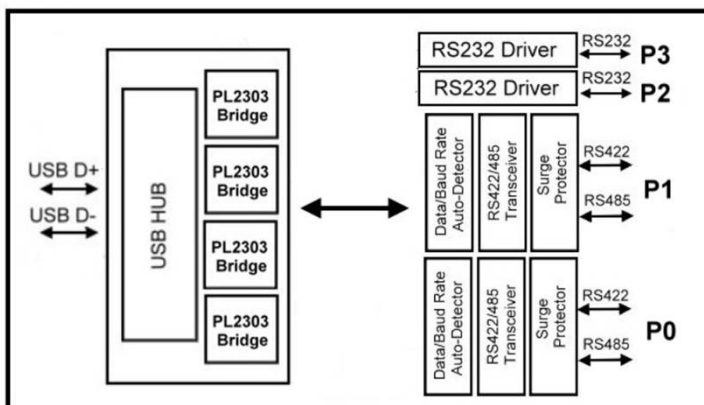 USB D+
USB D-
USB HUB
PL2303
Bridge
PL2303
Bridge
PL2303
Bridge
PL2303
Bridge
RS232 Driver
RS232
P3
RS232 Driver
RS232
P2
Data/Baud Rate
Auto-Detector
RS422/485
Transceiver
Surge
Protector
RS422
RS485
P1
Data/Baud Rate
Auto-Detector
RS422/485
Transceiver
Surge
Protector
RS422
RS485
P0